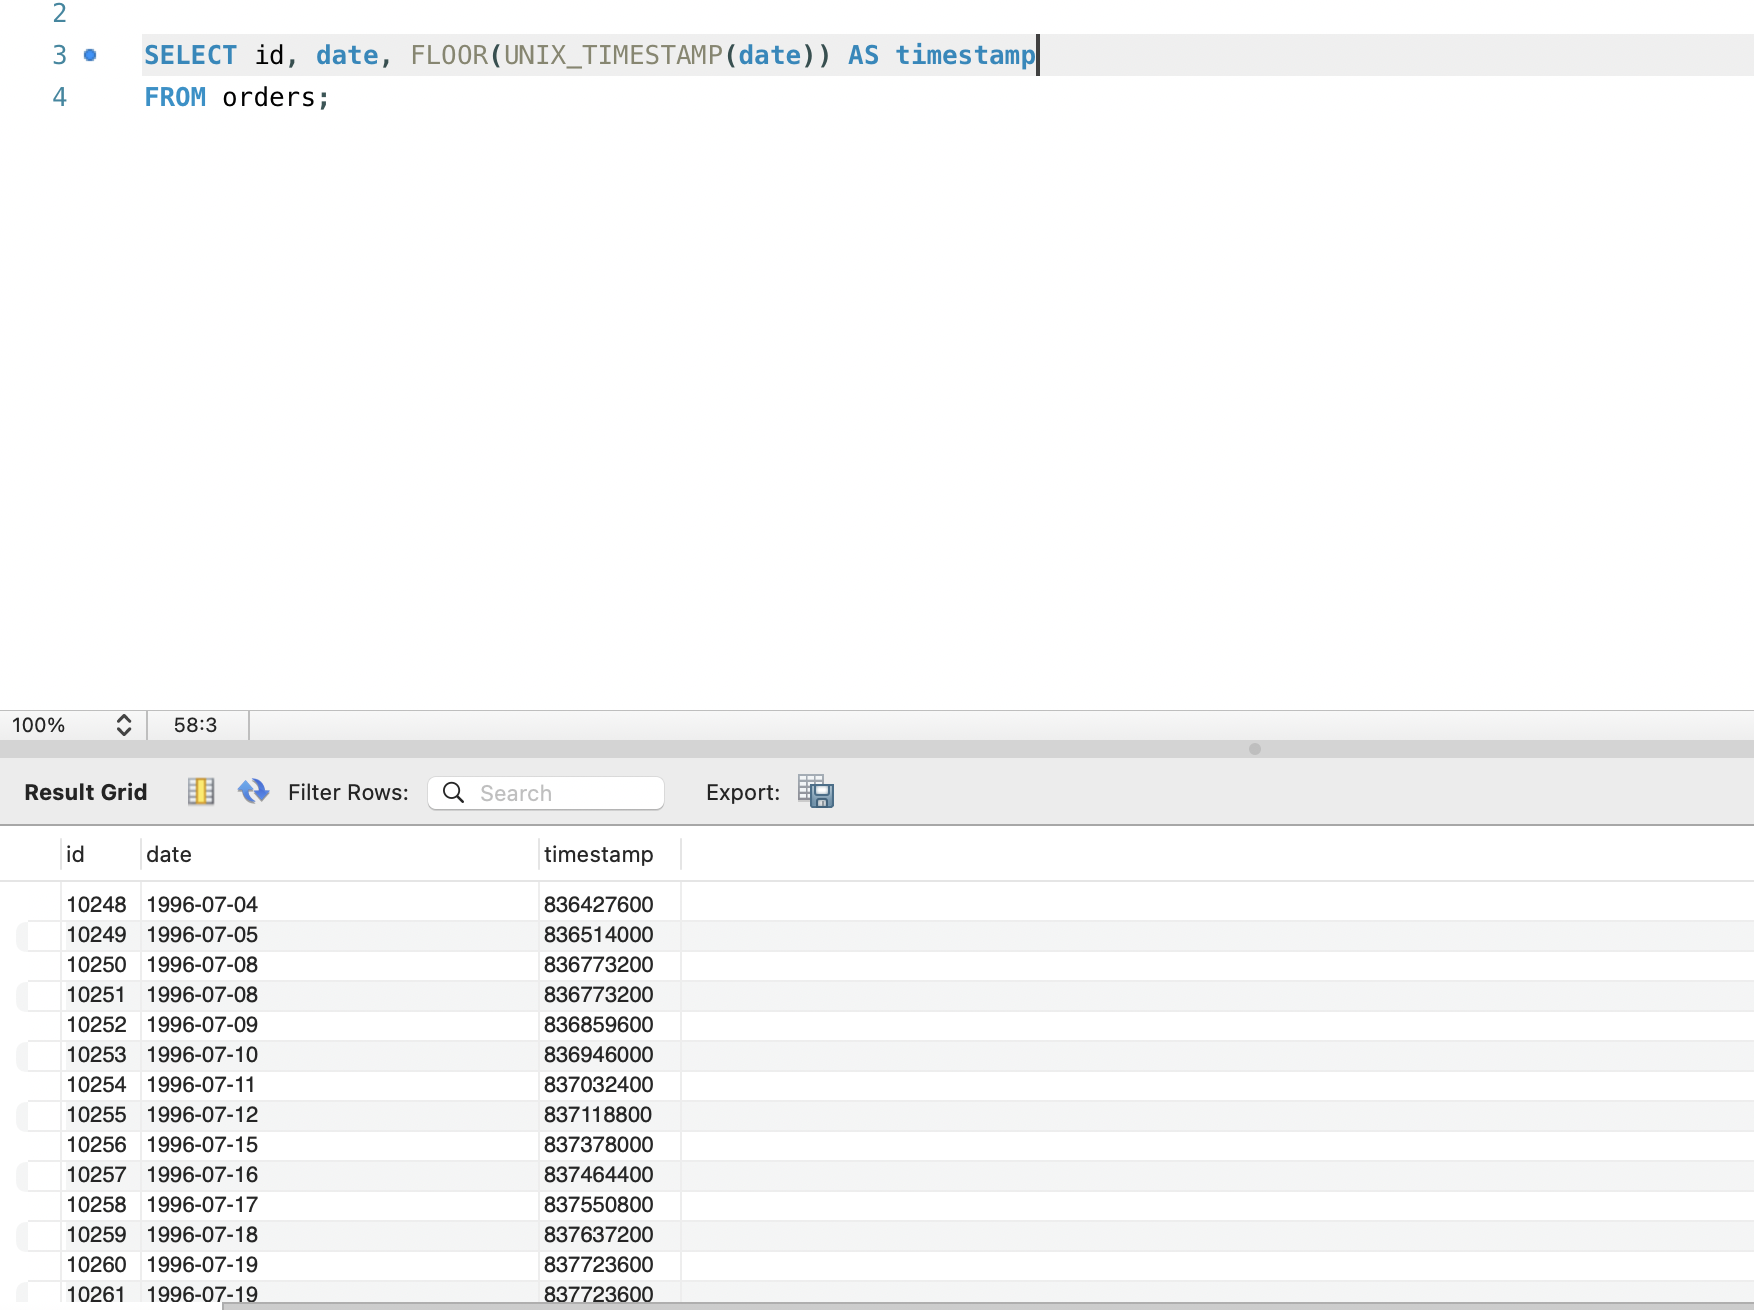 2
3 SELECT id, date, FLOOR(UNIX_TIMESTAMP(date)) AS timestamp
4 FROM orders;
100% 58:3
Result Grid Filter Rows: Search Export:
id date timestamp
10248 1996-07-04 836427600
10249 1996-07-05 836514000
10250 1996-07-08 836773200
10251 1996-07-08 836773200
10252 1996-07-09 836859600
10253 1996-07-10 836946000
10254 1996-07-11 837032400
10255 1996-07-12 837118800
10256 1996-07-15 837378000
10257 1996-07-16 837464400
10258 1996-07-17 837550800
10259 1996-07-18 837637200
10260 1996-07-19 837723600
10261 1996-07-19 837723600